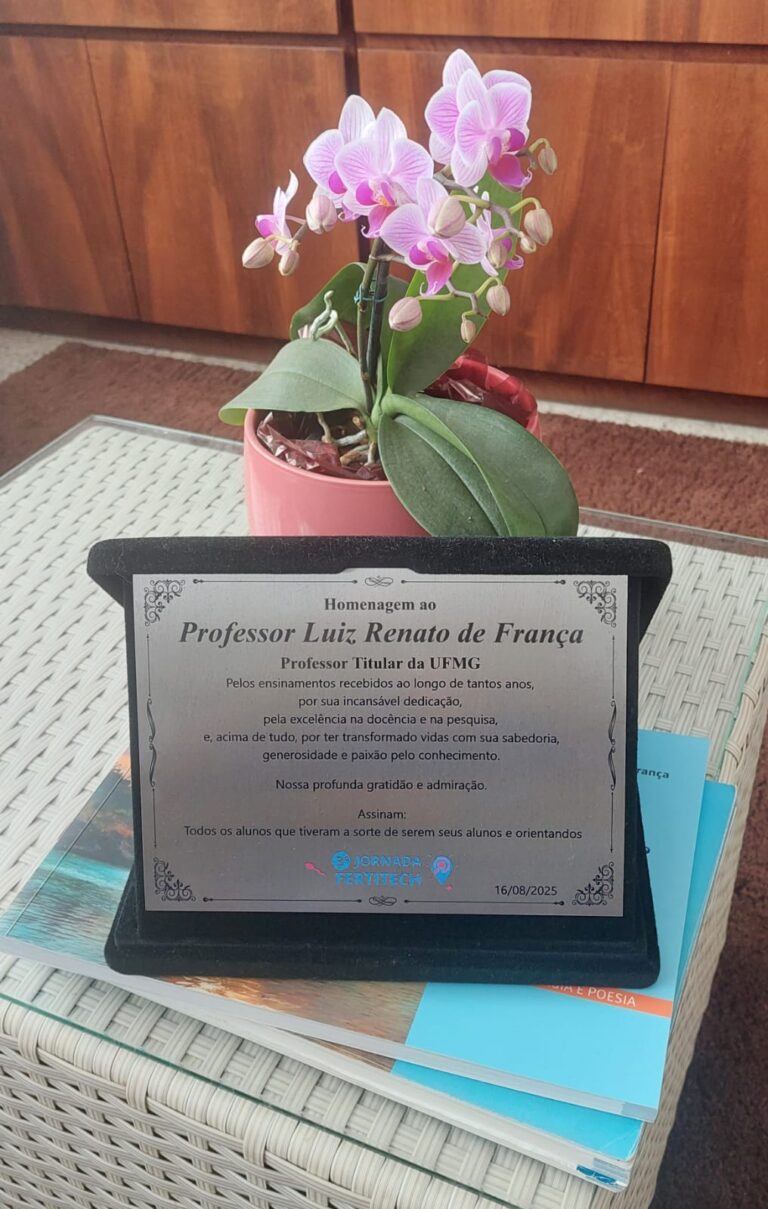 Homenagem ao
Professor Luiz Renato de França
Professor Titular da UFMG
Pelos ensinamentos recebidos ao longo de tantos anos,
por sua incansável dedicação,
pela excelência na docência e na pesquisa,
e, acima de tudo, por ter transformado vidas com sua sabedoria,
generosidade e paixão pelo conhecimento.
Nossa profunda gratidão e admiração.
Assinam:
Todos os alunos que tiveram a sorte de serem seus alunos e orientandos
JORNADA
FERTITECH
16/08/2025
rança
E POESIA